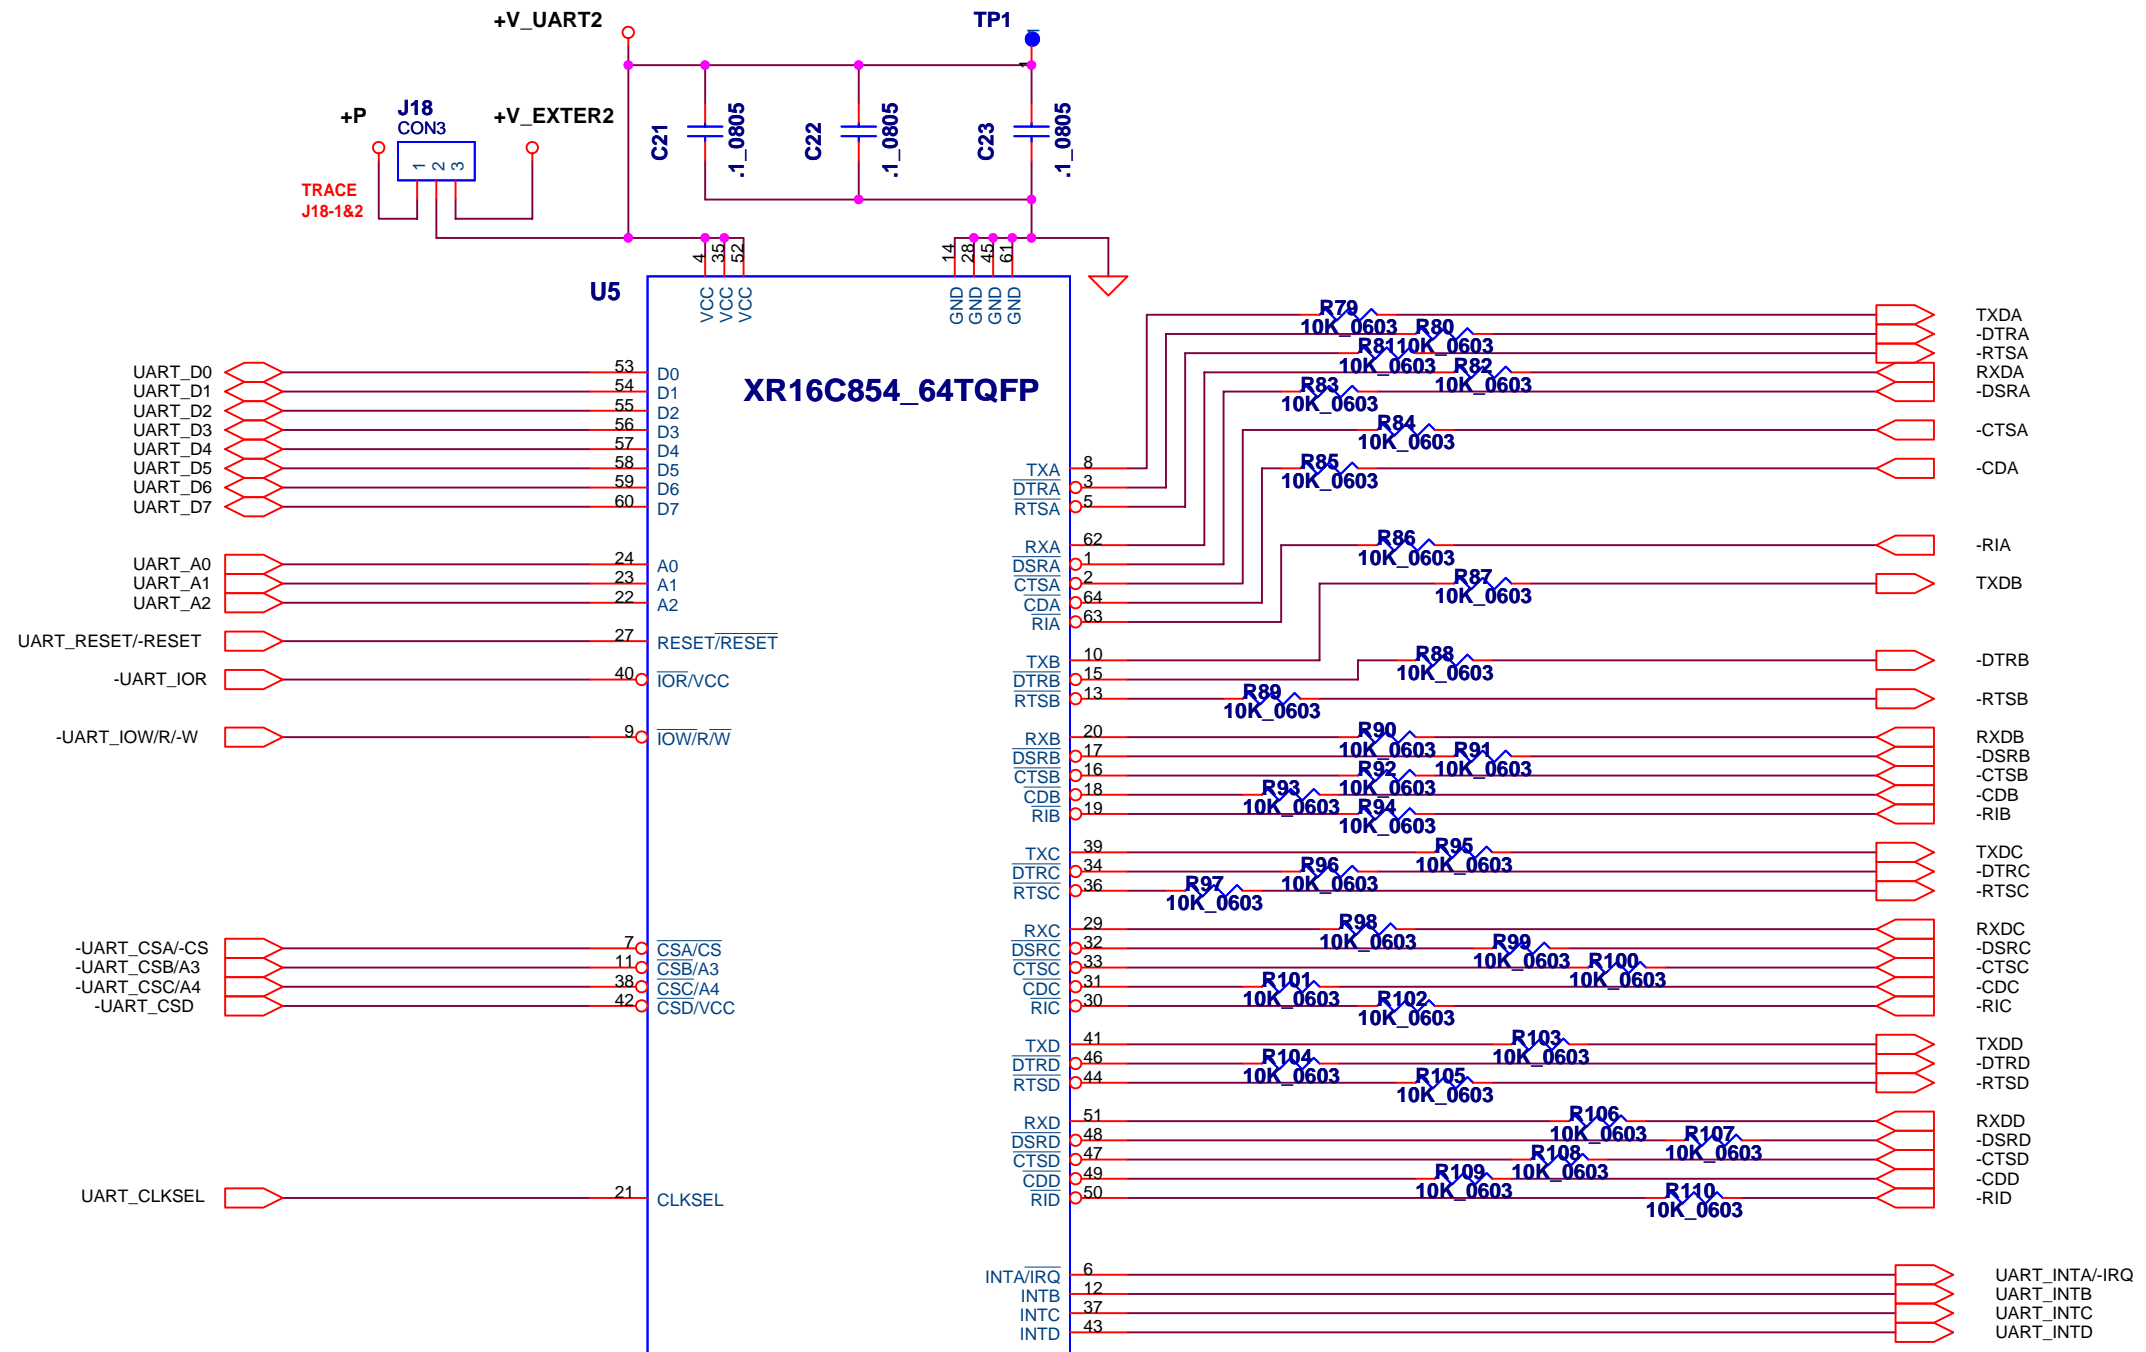 +V_UART2
TP1
+P
J18
CON3
+V_EXTER2
1
2
3
TRACE
J18-1&2
C21
.1_0805
C22
.1_0805
C23
.1_0805
U5
4
35
52
14
28
45
61
VCC
VCC
VCC
GND
GND
GND
GND
XR16C854_64TQFP
UART_D0 53 D0
UART_D1 54 D1
UART_D2 55 D2
UART_D3 56 D3
UART_D4 57 D4
UART_D5 58 D5
UART_D6 59 D6
UART_D7 60 D7
UART_A0 24 A0
UART_A1 23 A1
UART_A2 22 A2
UART_RESET/-RESET 27 RESET/RESET
-UART_IOR 40 IOR/VCC
-UART_IOW/R/-W 9 IOW/R/W
-UART_CSA/-CS 7 CSA/CS
-UART_CSB/A3 11 CSB/A3
-UART_CSC/A4 38 CSC/A4
-UART_CSD 42 CSD/VCC
UART_CLKSEL 21 CLKSEL
TXA 8
DTRA 3
RTSA 5
RXA 62
DSRA 1
CTSA 2
CDA 64
RIA 63
TXB 10
DTRB 15
RTSB 13
RXB 20
DSRB 17
CTSB 16
CDB 18
RIB 19
TXC 39
DTRC 34
RTSC 36
RXC 29
DSRC 32
CTSC 33
CDC 31
RIC 30
TXD 41
DTRD 46
RTSD 44
RXD 51
DSRD 48
CTSD 47
CDD 49
RID 50
INTA/IRQ 6
INTB 12
INTC 37
INTD 43
R79 10K_0603 TXDA
R80 10K_0603 -DTRA
R81 10K_0603 -RTSA
R82 10K_0603 RXDA
R83 10K_0603 -DSRA
R84 10K_0603 -CTSA
R85 10K_0603 -CDA
R86 10K_0603 -RIA
R87 10K_0603 TXDB
R88 10K_0603 -DTRB
R89 10K_0603 -RTSB
R90 10K_0603 RXDB
R91 10K_0603 -DSRB
R92 10K_0603 -CTSB
R93 10K_0603 -CDB
R94 10K_0603 -RIB
R95 10K_0603 TXDC
R96 10K_0603 -DTRC
R97 10K_0603 -RTSC
R98 10K_0603 RXDC
R99 10K_0603 -DSRC
R100 10K_0603 -CTSC
R101 10K_0603 -CDC
R102 10K_0603 -RIC
R103 10K_0603 TXDD
R104 10K_0603 -DTRD
R105 10K_0603 -RTSD
R106 10K_0603 RXDD
R107 10K_0603 -DSRD
R108 10K_0603 -CTSD
R109 10K_0603 -CDD
R110 10K_0603 -RID
UART_INTA/-IRQ
UART_INTB
UART_INTC
UART_INTD